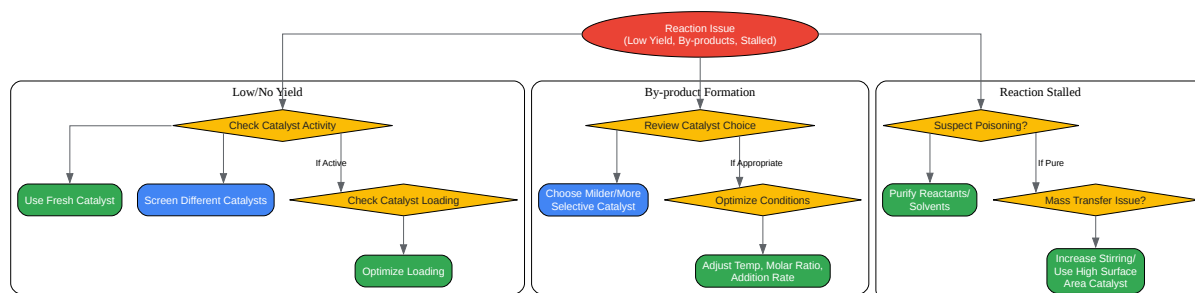 Reaction Issue
(Low Yield, By-products, Stalled)
Low/No Yield
Check Catalyst Activity
Use Fresh Catalyst
Screen Different Catalysts
If Active
Check Catalyst Loading
Optimize Loading
By-product Formation
Review Catalyst Choice
Choose Milder/More
Selective Catalyst
If Appropriate
Optimize Conditions
Adjust Temp, Molar Ratio,
Addition Rate
Reaction Stalled
Suspect Poisoning?
Purify Reactants/
Solvents
If Pure
Mass Transfer Issue?
Increase Stirring/
Use High Surface
Area Catalyst